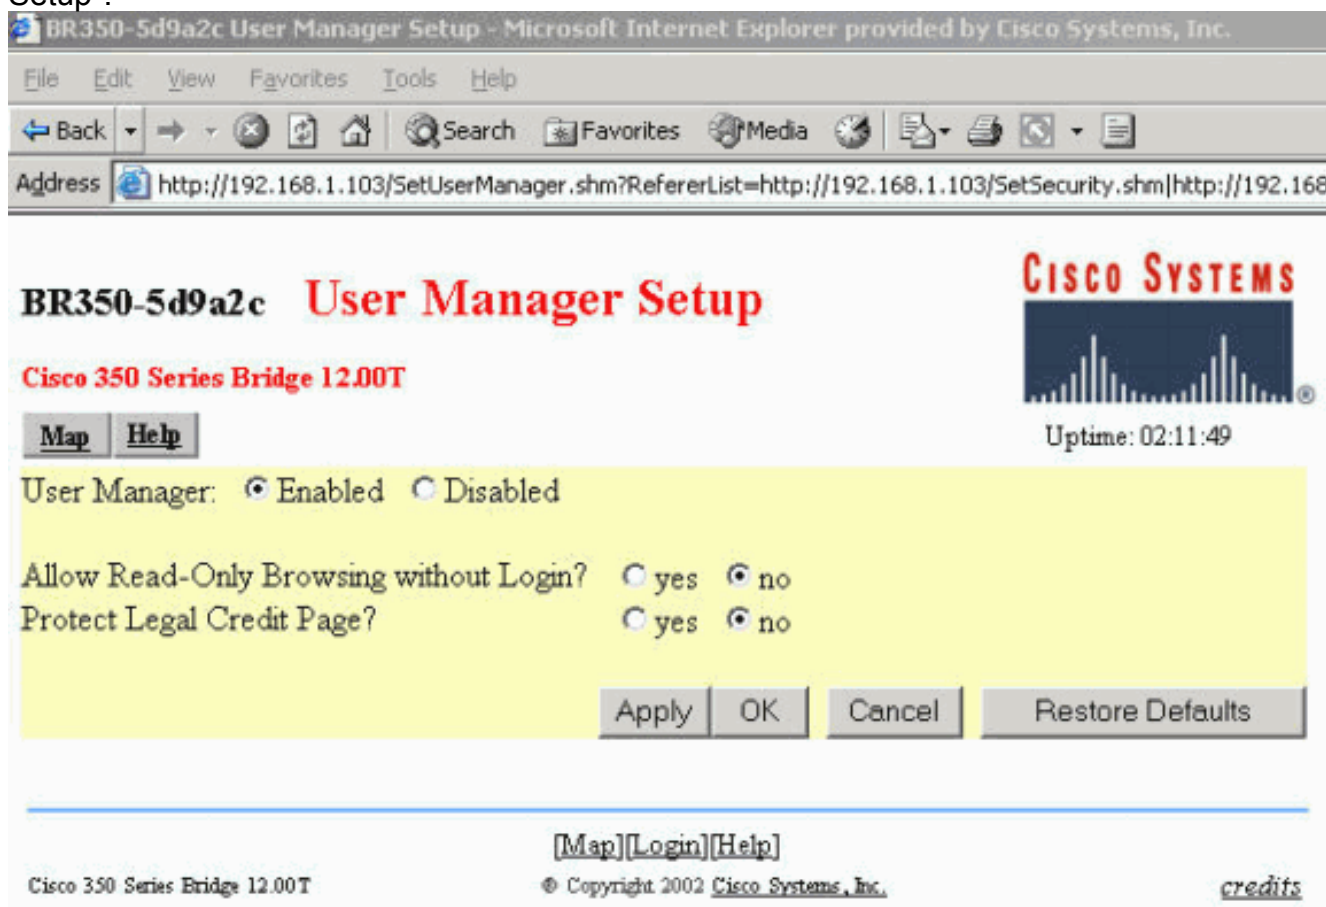 Setup".
BR350-5d9a2c User Manager Setup - Microsoft Internet Explorer provided by Cisco Systems, Inc.
File Edit View Favorites Tools Help
Back Search Favorites Media
Address http://192.168.1.103/SetUserManager.shm?RefererList=http://192.168.1.103/SetSecurity.shm|http://192.168
CISCO SYSTEMS
BR350-5d9a2c User Manager Setup
Cisco 350 Series Bridge 12.00T
®
Map Help
Uptime: 02:11:49
User Manager: Enabled Disabled
Allow Read-Only Browsing without Login? yes no
Protect Legal Credit Page? yes no
Apply OK Cancel Restore Defaults
[Map][Login][Help]
Cisco 350 Series Bridge 12.00T © Copyright 2002 Cisco Systems, Inc. credits